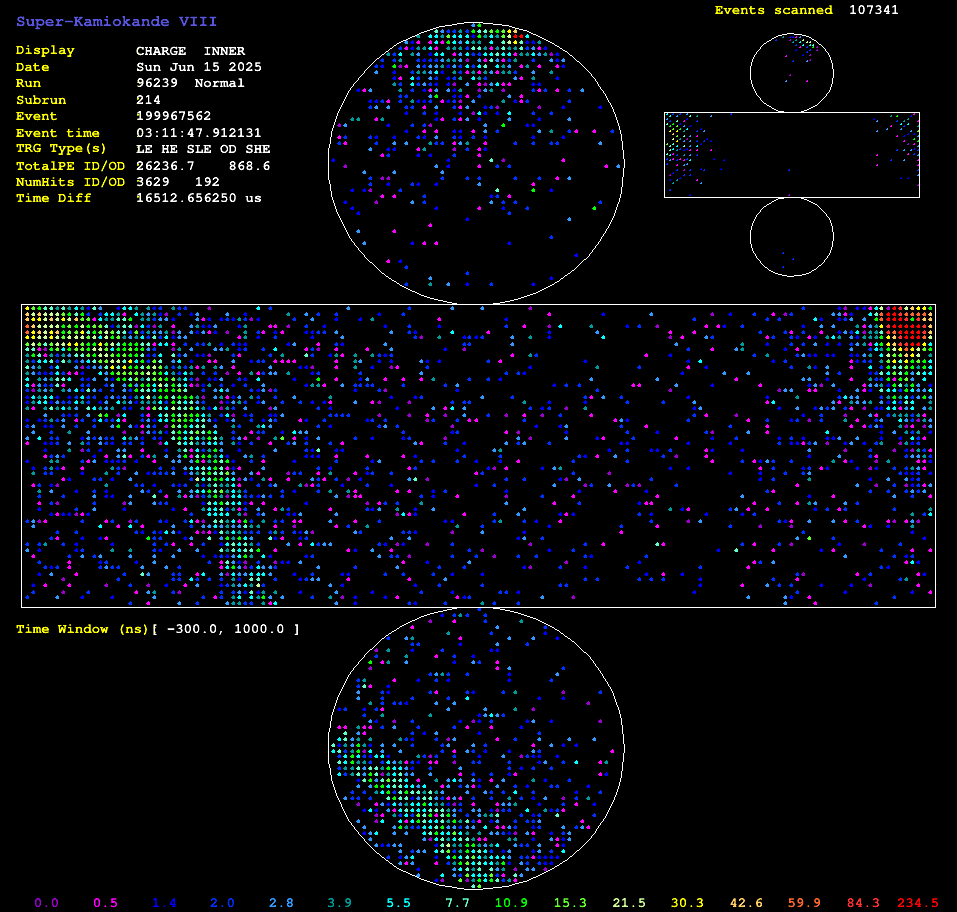 Super-Kamiokande VIII
Events scanned 107341
Display CHARGE INNER
Date Sun Jun 15 2025
Run 96239 Normal
Subrun 214
Event 199967562
Event time 03:11:47.912131
TRG Type(s) LE HE SLE OD SHE
TotalPE ID/OD 26236.7 868.6
NumHits ID/OD 3629 192
Time Diff 16512.656250 us
Time Window (ns)[ -300.0, 1000.0 ]
0.0 0.5 1.4 2.0 2.8 3.9 5.5 7.7 10.9 15.3 21.5 30.3 42.6 59.9 84.3 234.5